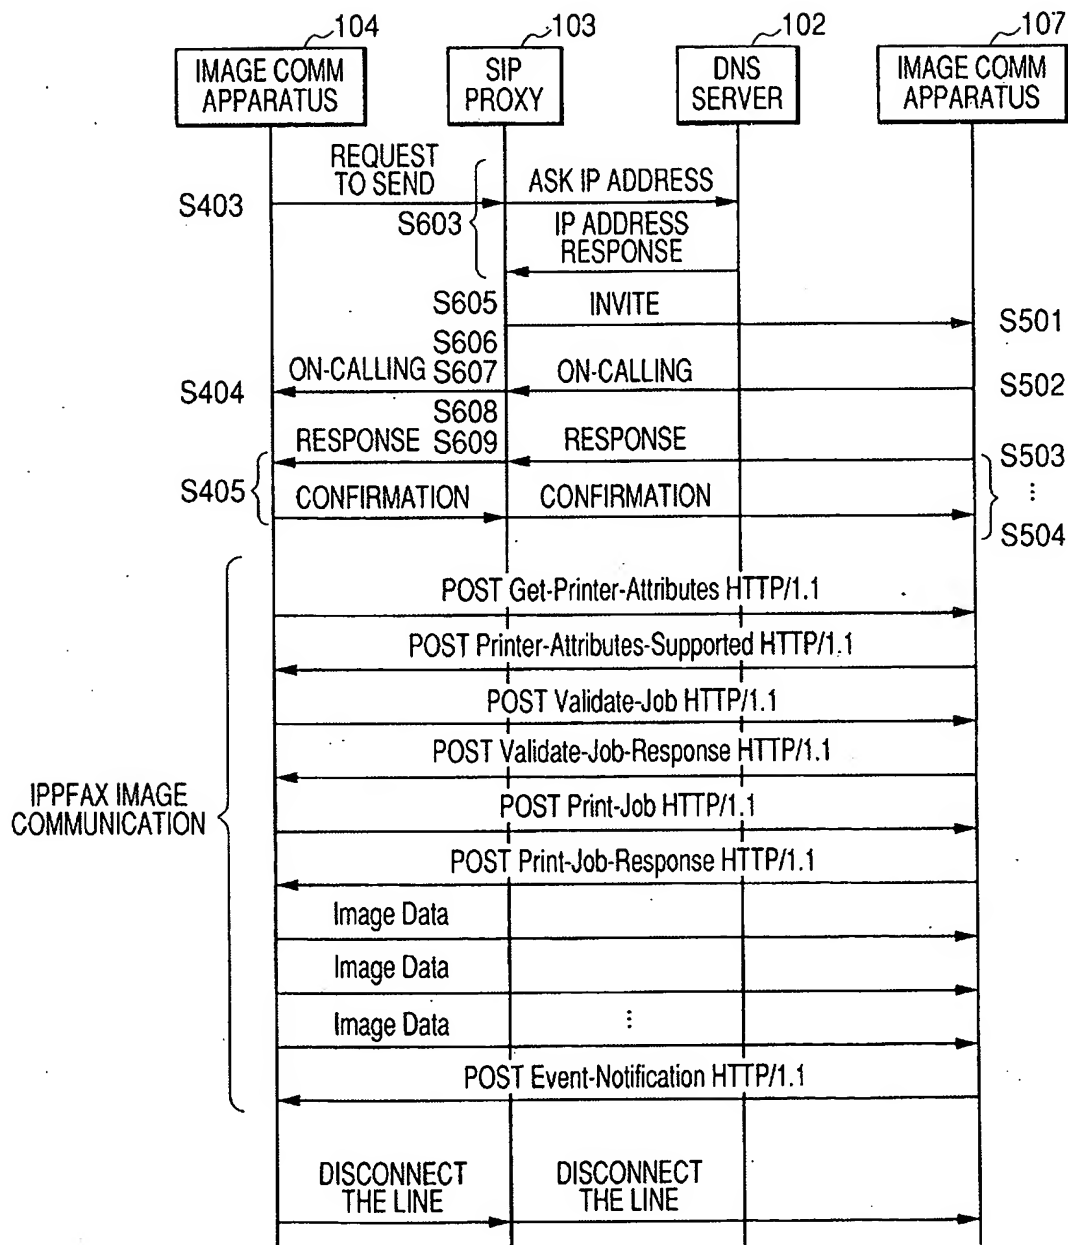 104
103
102
107
IMAGE COMM
APPARATUS
SIP
PROXY
DNS
SERVER
IMAGE COMM
APPARATUS
REQUEST
TO SEND
ASK IP ADDRESS
S403
S603
IP ADDRESS
RESPONSE
S605
INVITE
S501
S606
ON-CALLING
S607
ON-CALLING
S404
S502
S608
RESPONSE
S609
RESPONSE
S503
S405
CONFIRMATION
CONFIRMATION
⋮
S504
POST Get-Printer-Attributes HTTP/1.1
POST Printer-Attributes-Supported HTTP/1.1
POST Validate-Job HTTP/1.1
POST Validate-Job-Response HTTP/1.1
IPPFAX IMAGE
COMMUNICATION
POST Print-Job HTTP/1.1
POST Print-Job-Response HTTP/1.1
Image Data
Image Data
Image Data
⋮
POST Event-Notification HTTP/1.1
DISCONNECT
THE LINE
DISCONNECT
THE LINE